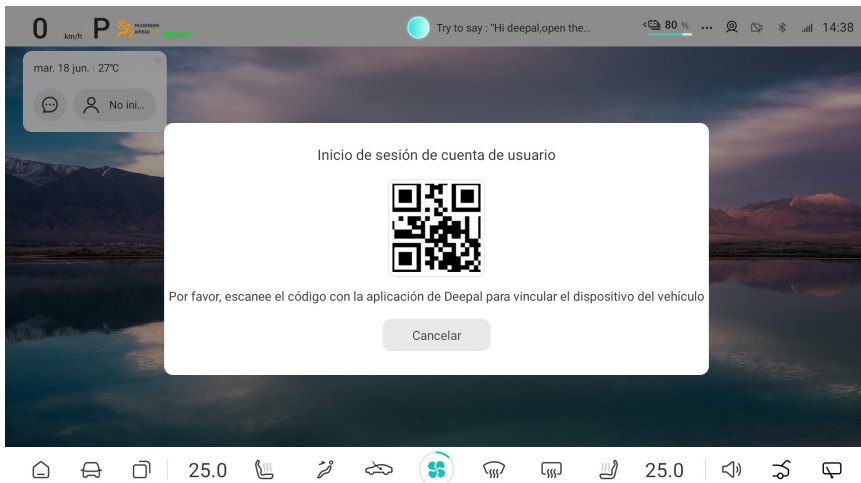 0 km/h P PASSENGER AIRBAG READY
Try to say : "Hi deepal,open the...
80 %
14:38
mar. 18 jun. 27°C
No ini...
Inicio de sesión de cuenta de usuario
Por favor, escanee el código con la aplicación de Deepal para vincular el dispositivo del vehículo
Cancelar
25.0
25.0